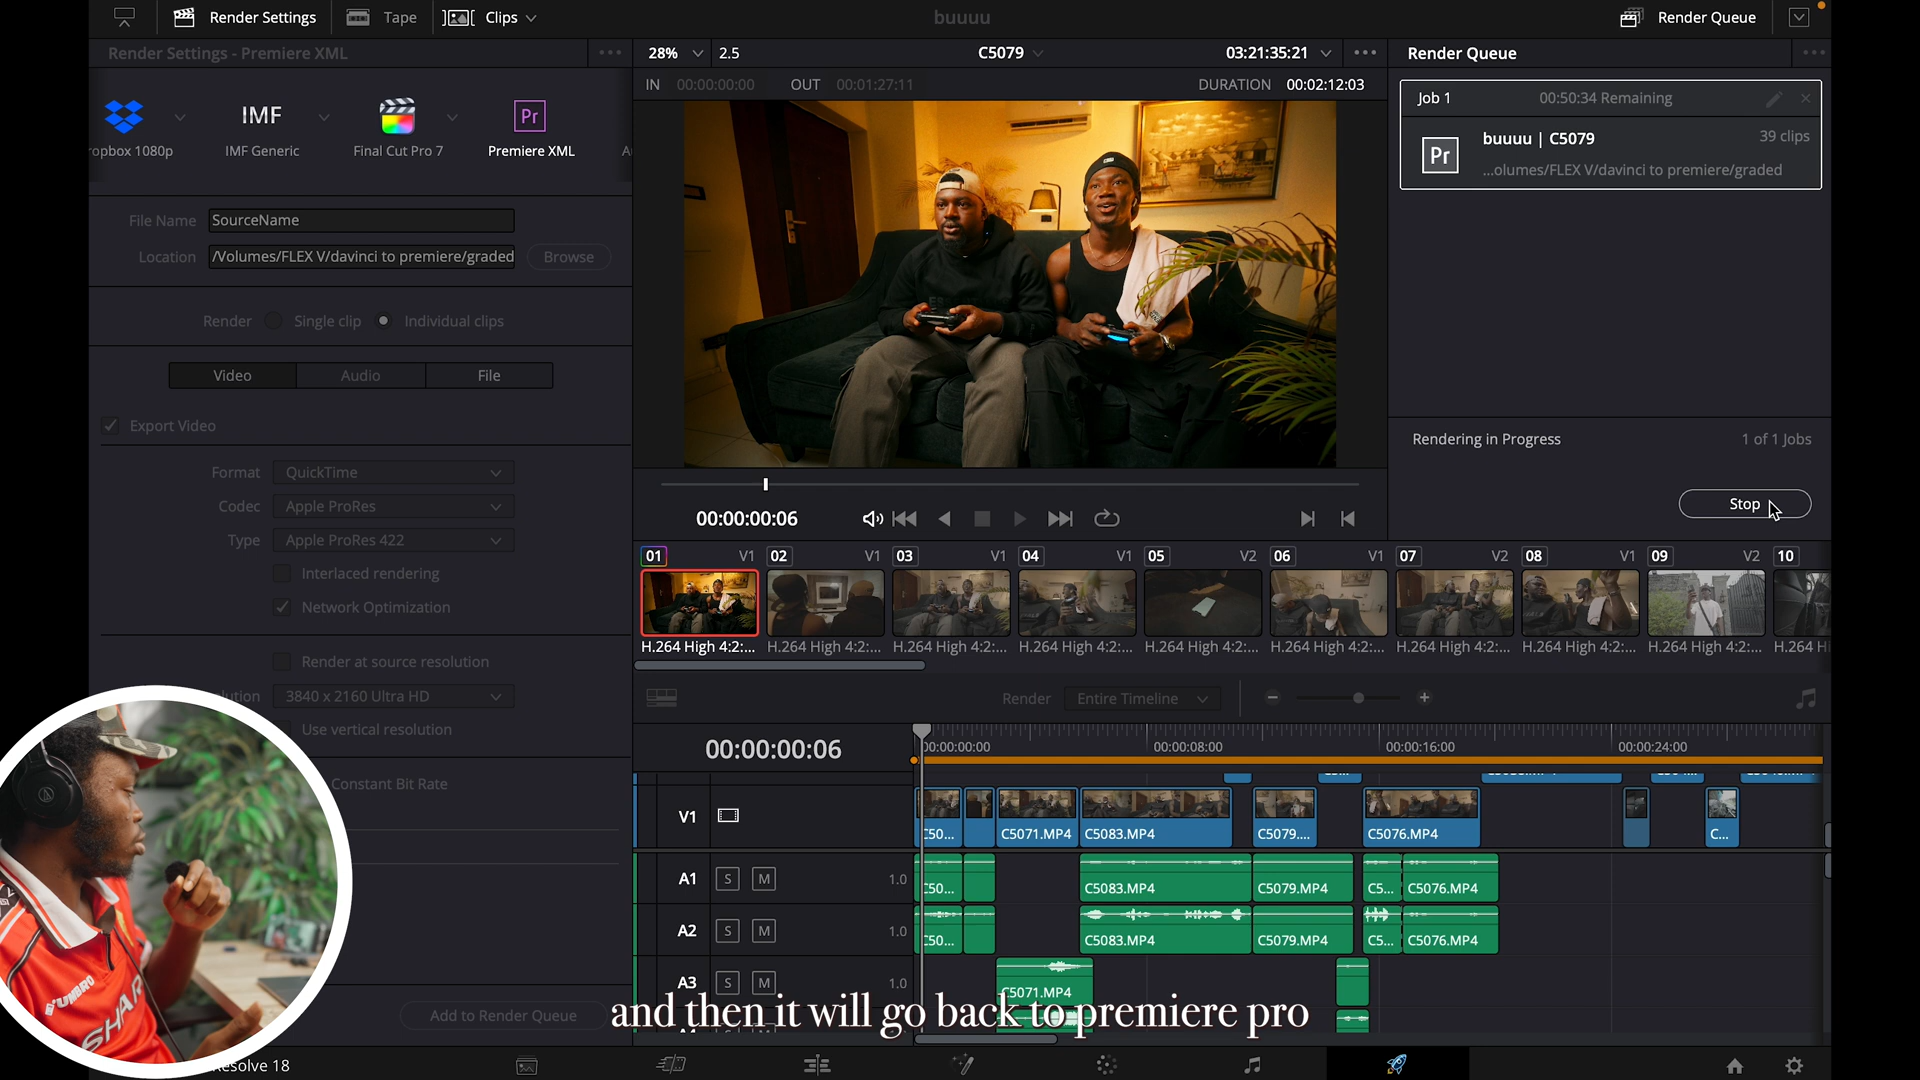 Render Settings
Tape
Clips
buuuu
Render Queue
Render Settings - Premiere XML
28%
2.5
C5079
03:21:35:21
Render Queue
IN 00:00:00:00
OUT 00:01:27:11
DURATION 00:02:12:03
IMF
Pr
ropbox 1080p
IMF Generic
Final Cut Pro 7
Premiere XML
Job 1
00:50:34 Remaining
Pr
buuuu | C5079
39 clips
...olumes/FLEX V/davinci to premiere/graded
File Name
SourceName
Location
/Volumes/FLEX V/davinci to premiere/graded
Browse
Render
Single clip
Individual clips
Video
Audio
File
Export Video
Format
QuickTime
Codec
Apple ProRes
Type
Apple ProRes 422
Interlaced rendering
Network Optimization
Render at source resolution
lution
3840 x 2160 Ultra HD
Use vertical resolution
Constant Bit Rate
Add to Render Queue
Rendering in Progress
1 of 1 Jobs
Stop
00:00:00:06
01 V1
02 V1
03 V1
04 V1
05 V2
06 V1
07 V2
08 V1
09 V2
10
H.264 High 4:2:...
H.264 High 4:2:...
H.264 High 4:2:...
H.264 High 4:2:...
H.264 High 4:2:...
H.264 High 4:2:...
H.264 High 4:2:...
H.264 High 4:2:...
H.264 High 4:2:...
H.264 Hi
Render
Entire Timeline
00:00:00:06
00:00:00:00
00:00:08:00
00:00:16:00
00:00:24:00
V1
C50...
C5071.MP4
C5083.MP4
C5079....
C5076.MP4
C...
A1
S
M
1.0
C50...
C5083.MP4
C5079.MP4
C5...
C5076.MP4
A2
S
M
1.0
C50...
C5083.MP4
C5079.MP4
C5...
C5076.MP4
A3
S
M
1.0
C5071.MP4
and then it will go back to premiere pro
UMBRO
SHAR
esolve 18